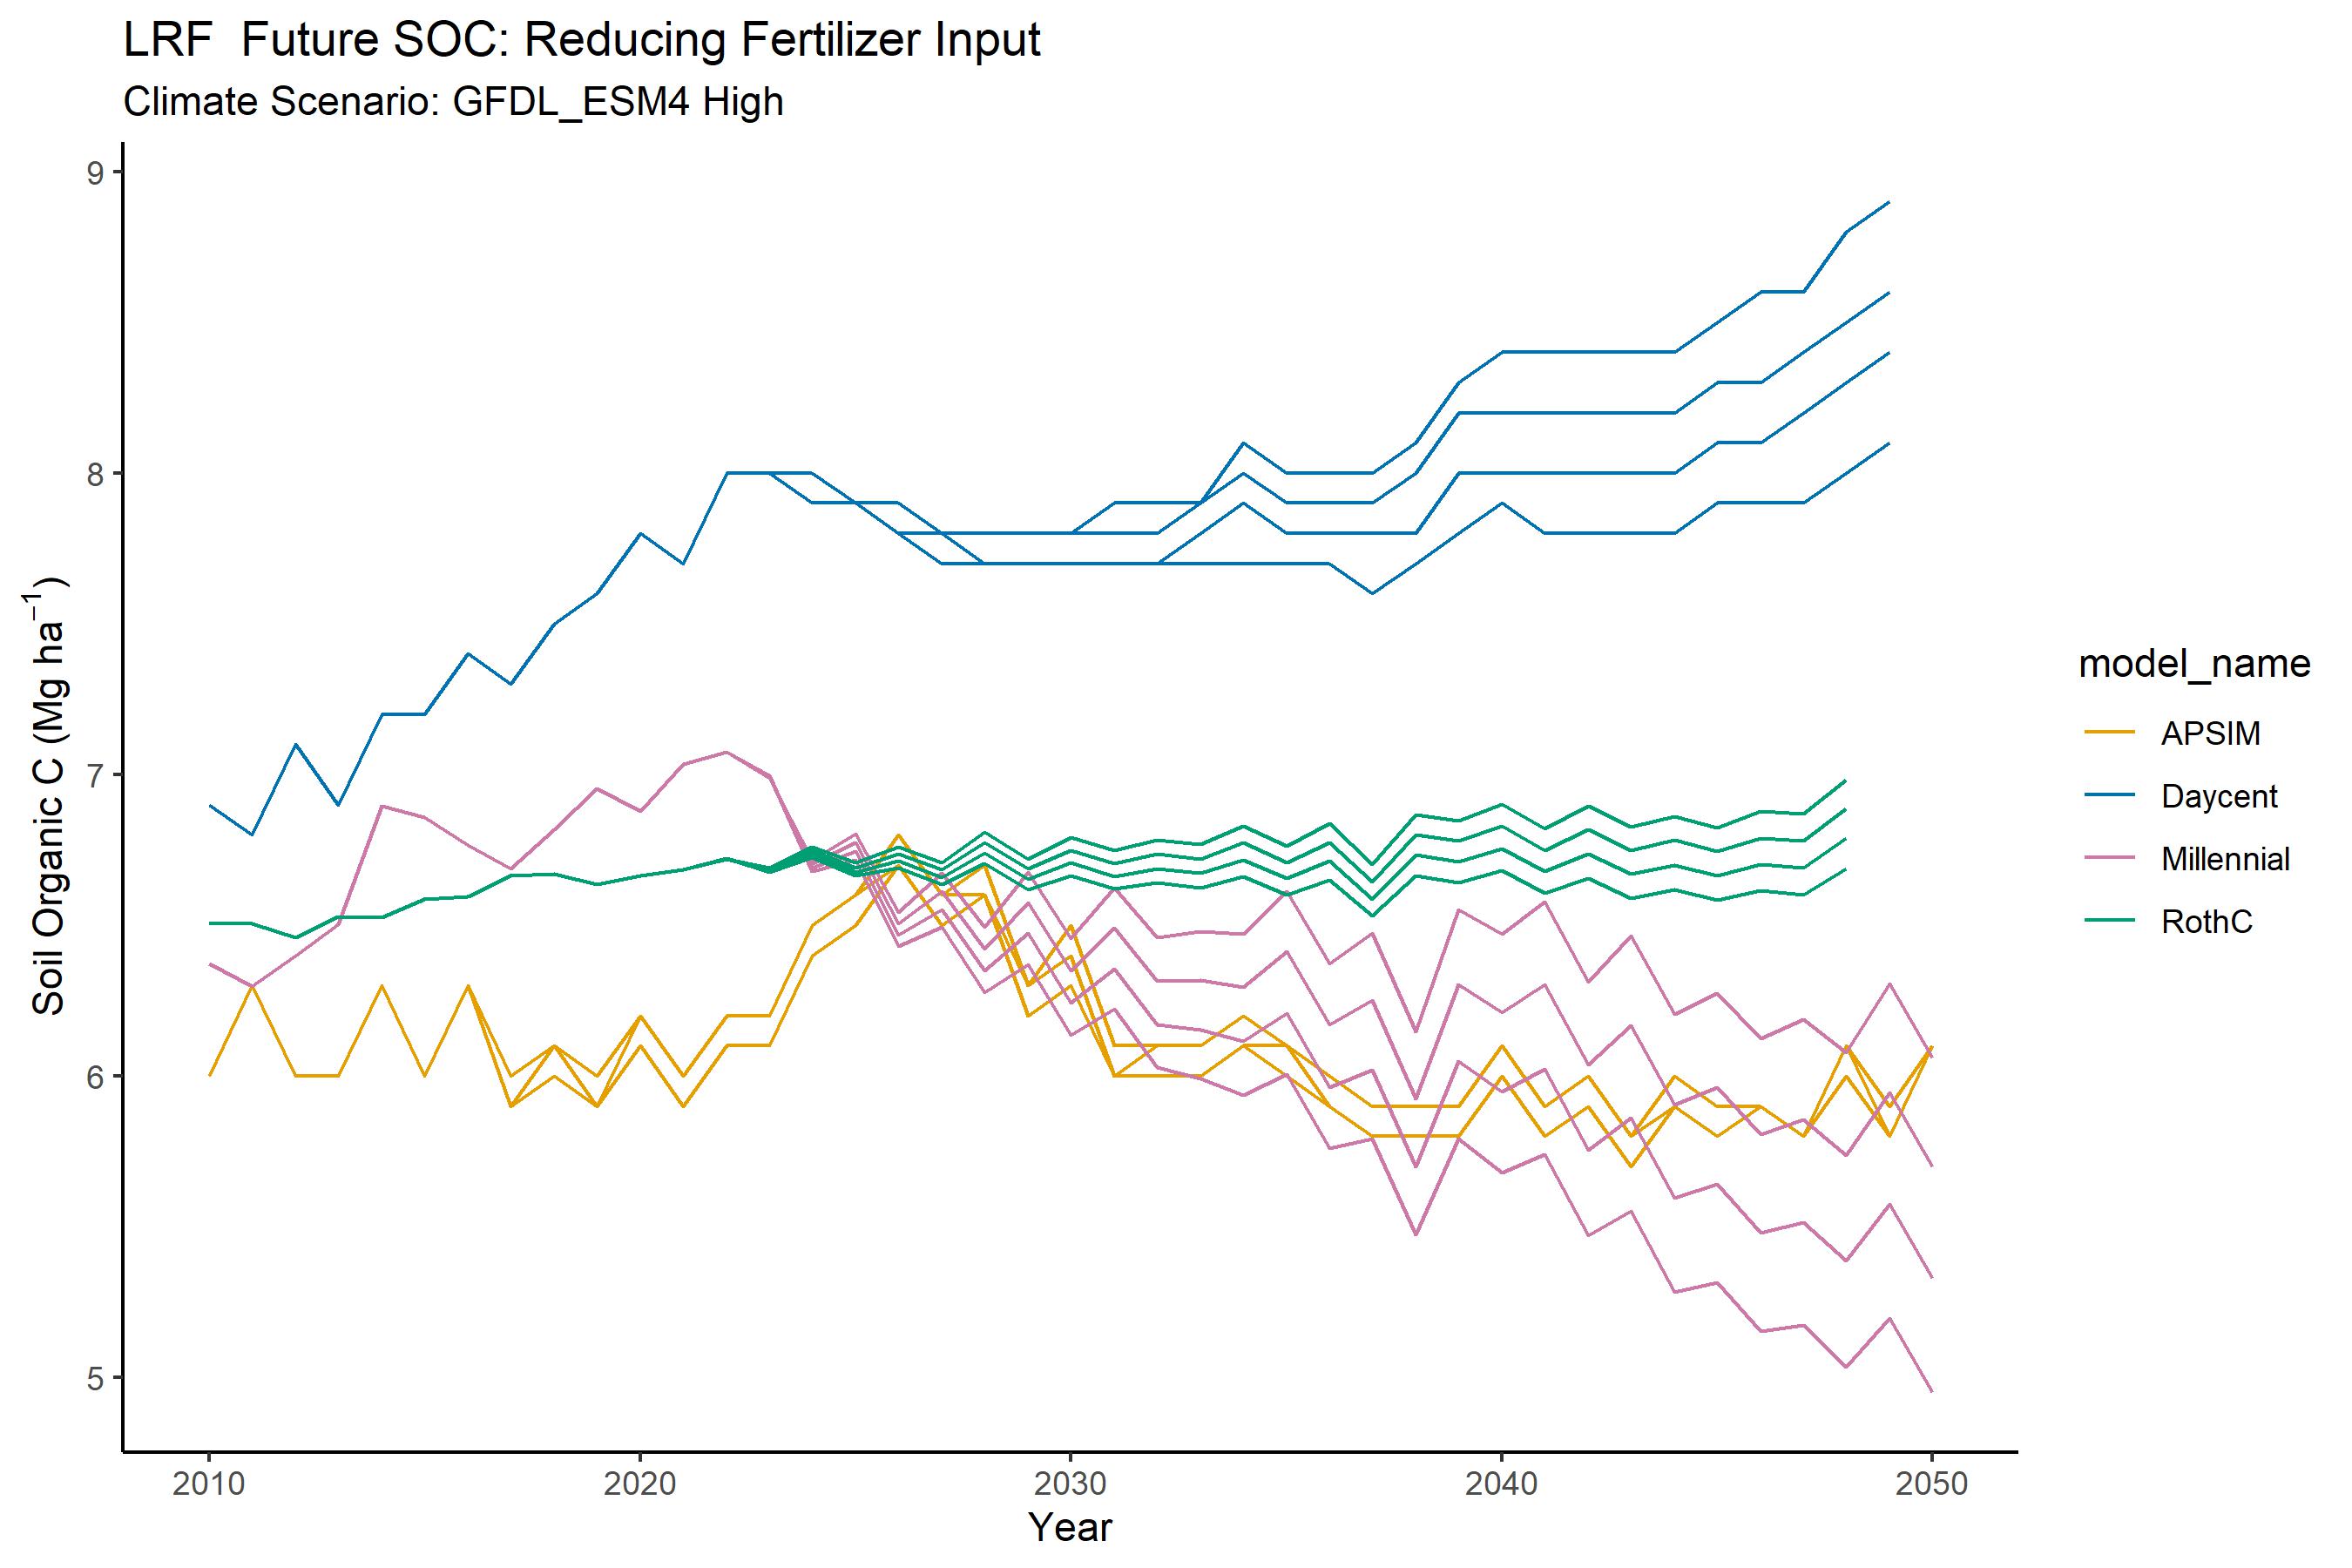 LRF  Future SOC: Reducing Fertilizer Input
Climate Scenario: GFDL_ESM4 High
Soil Organic C (Mg ha⁻¹)
9
8
7
6
5
2010
2020
2030
2040
2050
Year
model_name
APSIM
Daycent
Millennial
RothC